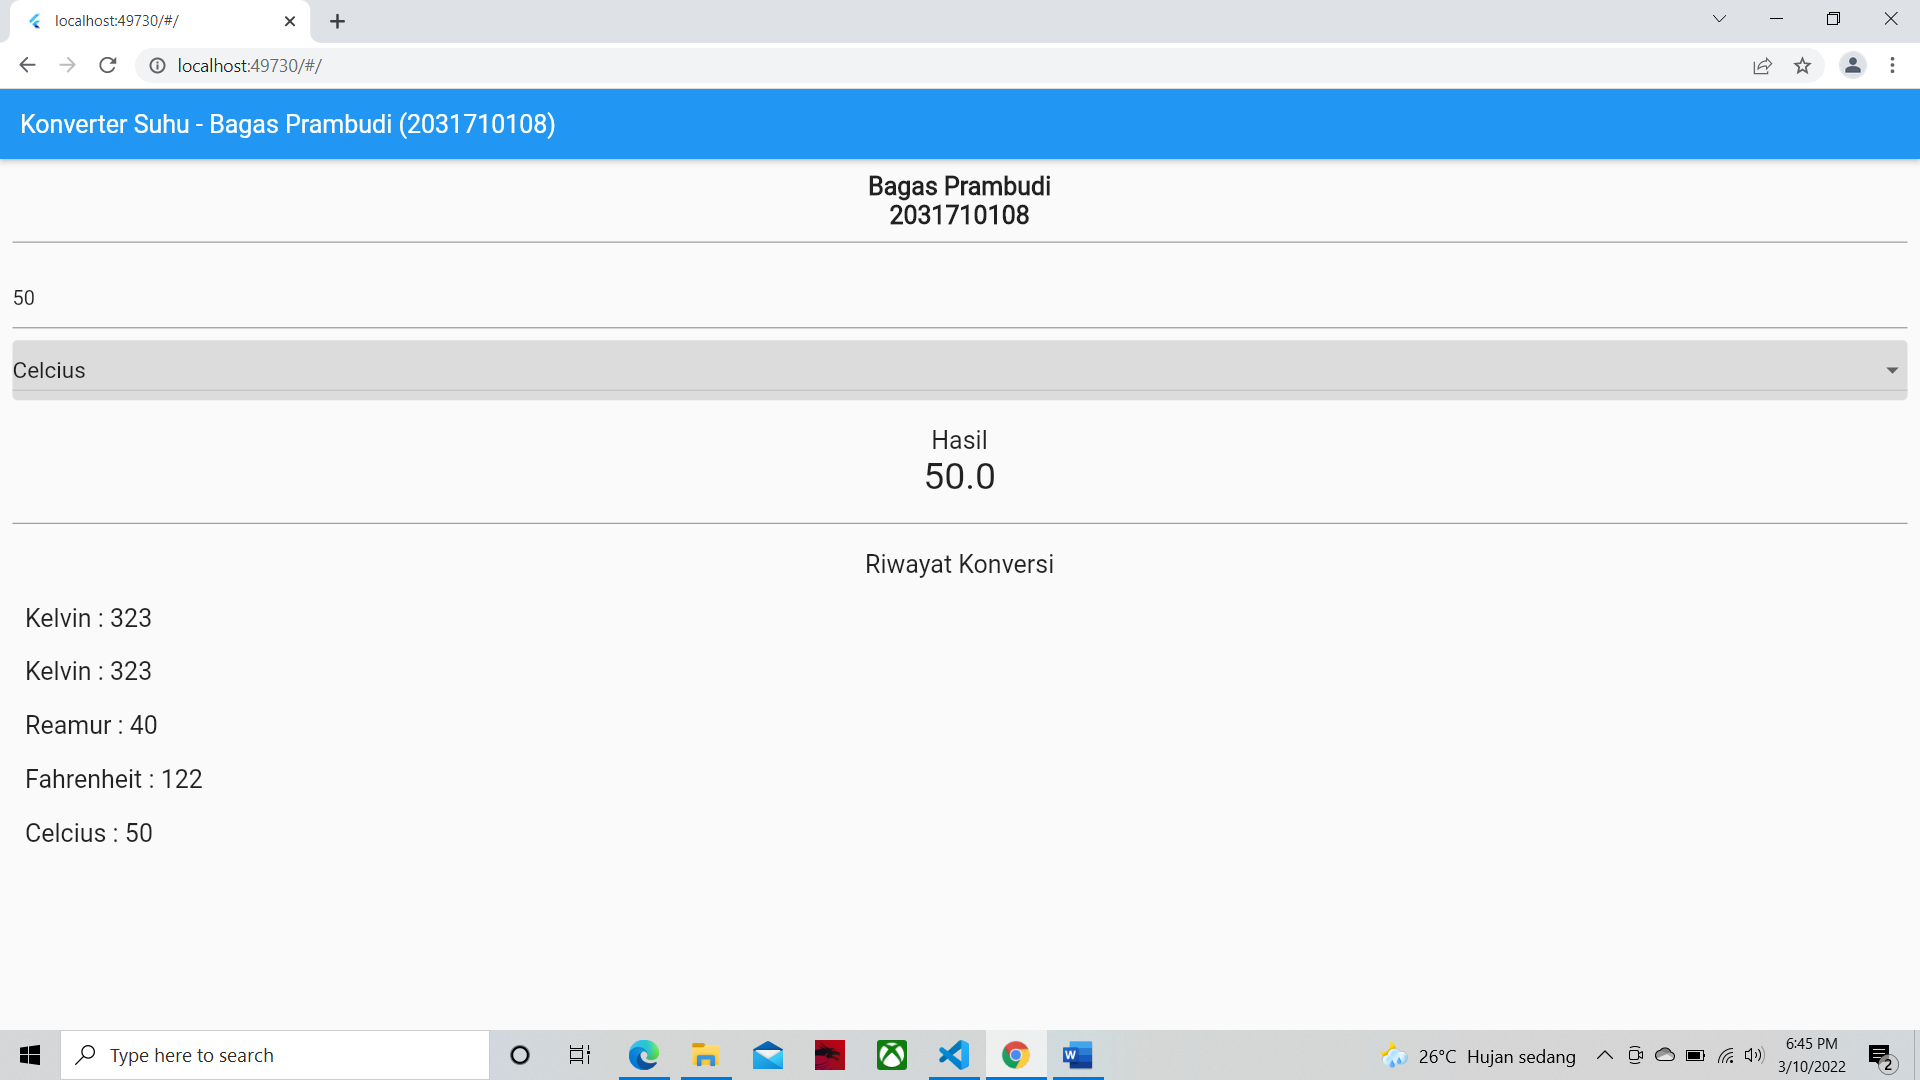 localhost:49730/#/
localhost:49730/#/
Konverter Suhu - Bagas Prambudi (2031710108)
Bagas Prambudi
2031710108
50
Celcius
Hasil
50.0
Riwayat Konversi
Kelvin : 323
Kelvin : 323
Reamur : 40
Fahrenheit : 122
Celcius : 50
Type here to search
W
26°C Hujan sedang
6:45 PM
3/10/2022
2